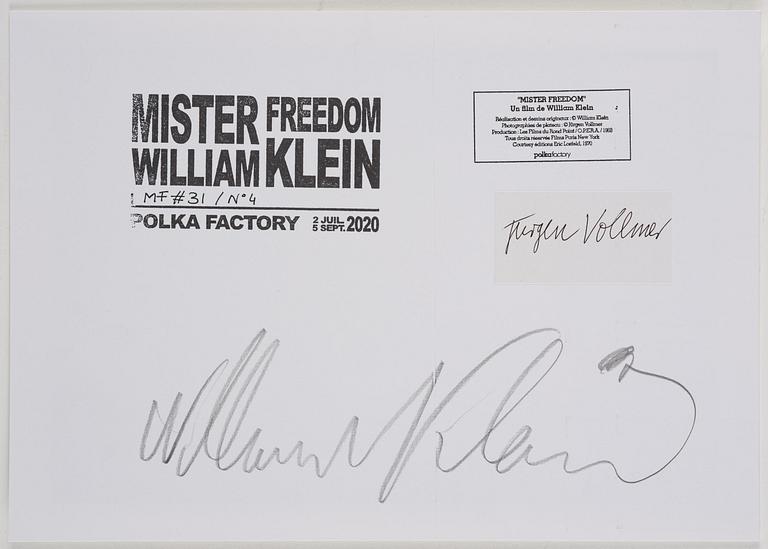 MISTER FREEDOM
WILLIAM KLEIN
MF #31 / N°4
POLKA FACTORY 2 JUIL. 5 SEPT. 2020
"MISTER FREEDOM"
Un film de William Klein
Réalisation et dessins originaux : © William Klein
Photographies de plateau : © Jürgen Vollmer
Production : Les Films du Rond Point / O.P.E.R.A. / 1968
Tous droits réservés Films Paris New York
Courtesy éditions Eric Losfeld, 1970
polkafactory
Jürgen Vollmer
William Klein